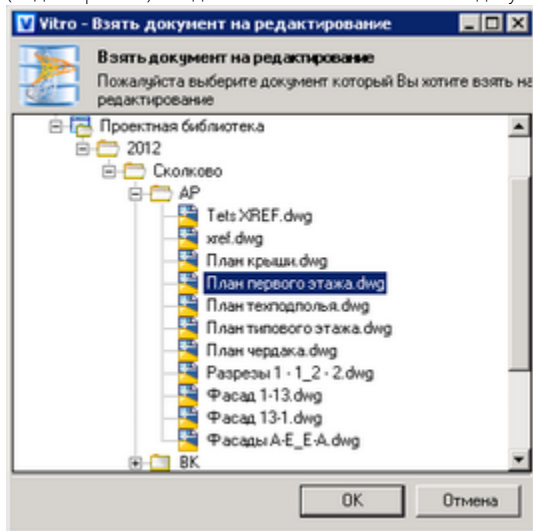 Vitro - Взять документ на редактирование
Взять документ на редактирование
Пожалуйста выберите документ который Вы хотите взять на
редактирование
Проектная библиотека
2012
Сколково
АР
Tets XREF.dwg
xref.dwg
План крыши.dwg
План первого этажа.dwg
План техподполья.dwg
План типового этажа.dwg
План чердака.dwg
Разрезы 1 - 1_2 - 2.dwg
Фасад 1-13.dwg
Фасад 13-1.dwg
Фасады А-Е_Е-А.dwg
ВК
OK
Отмена